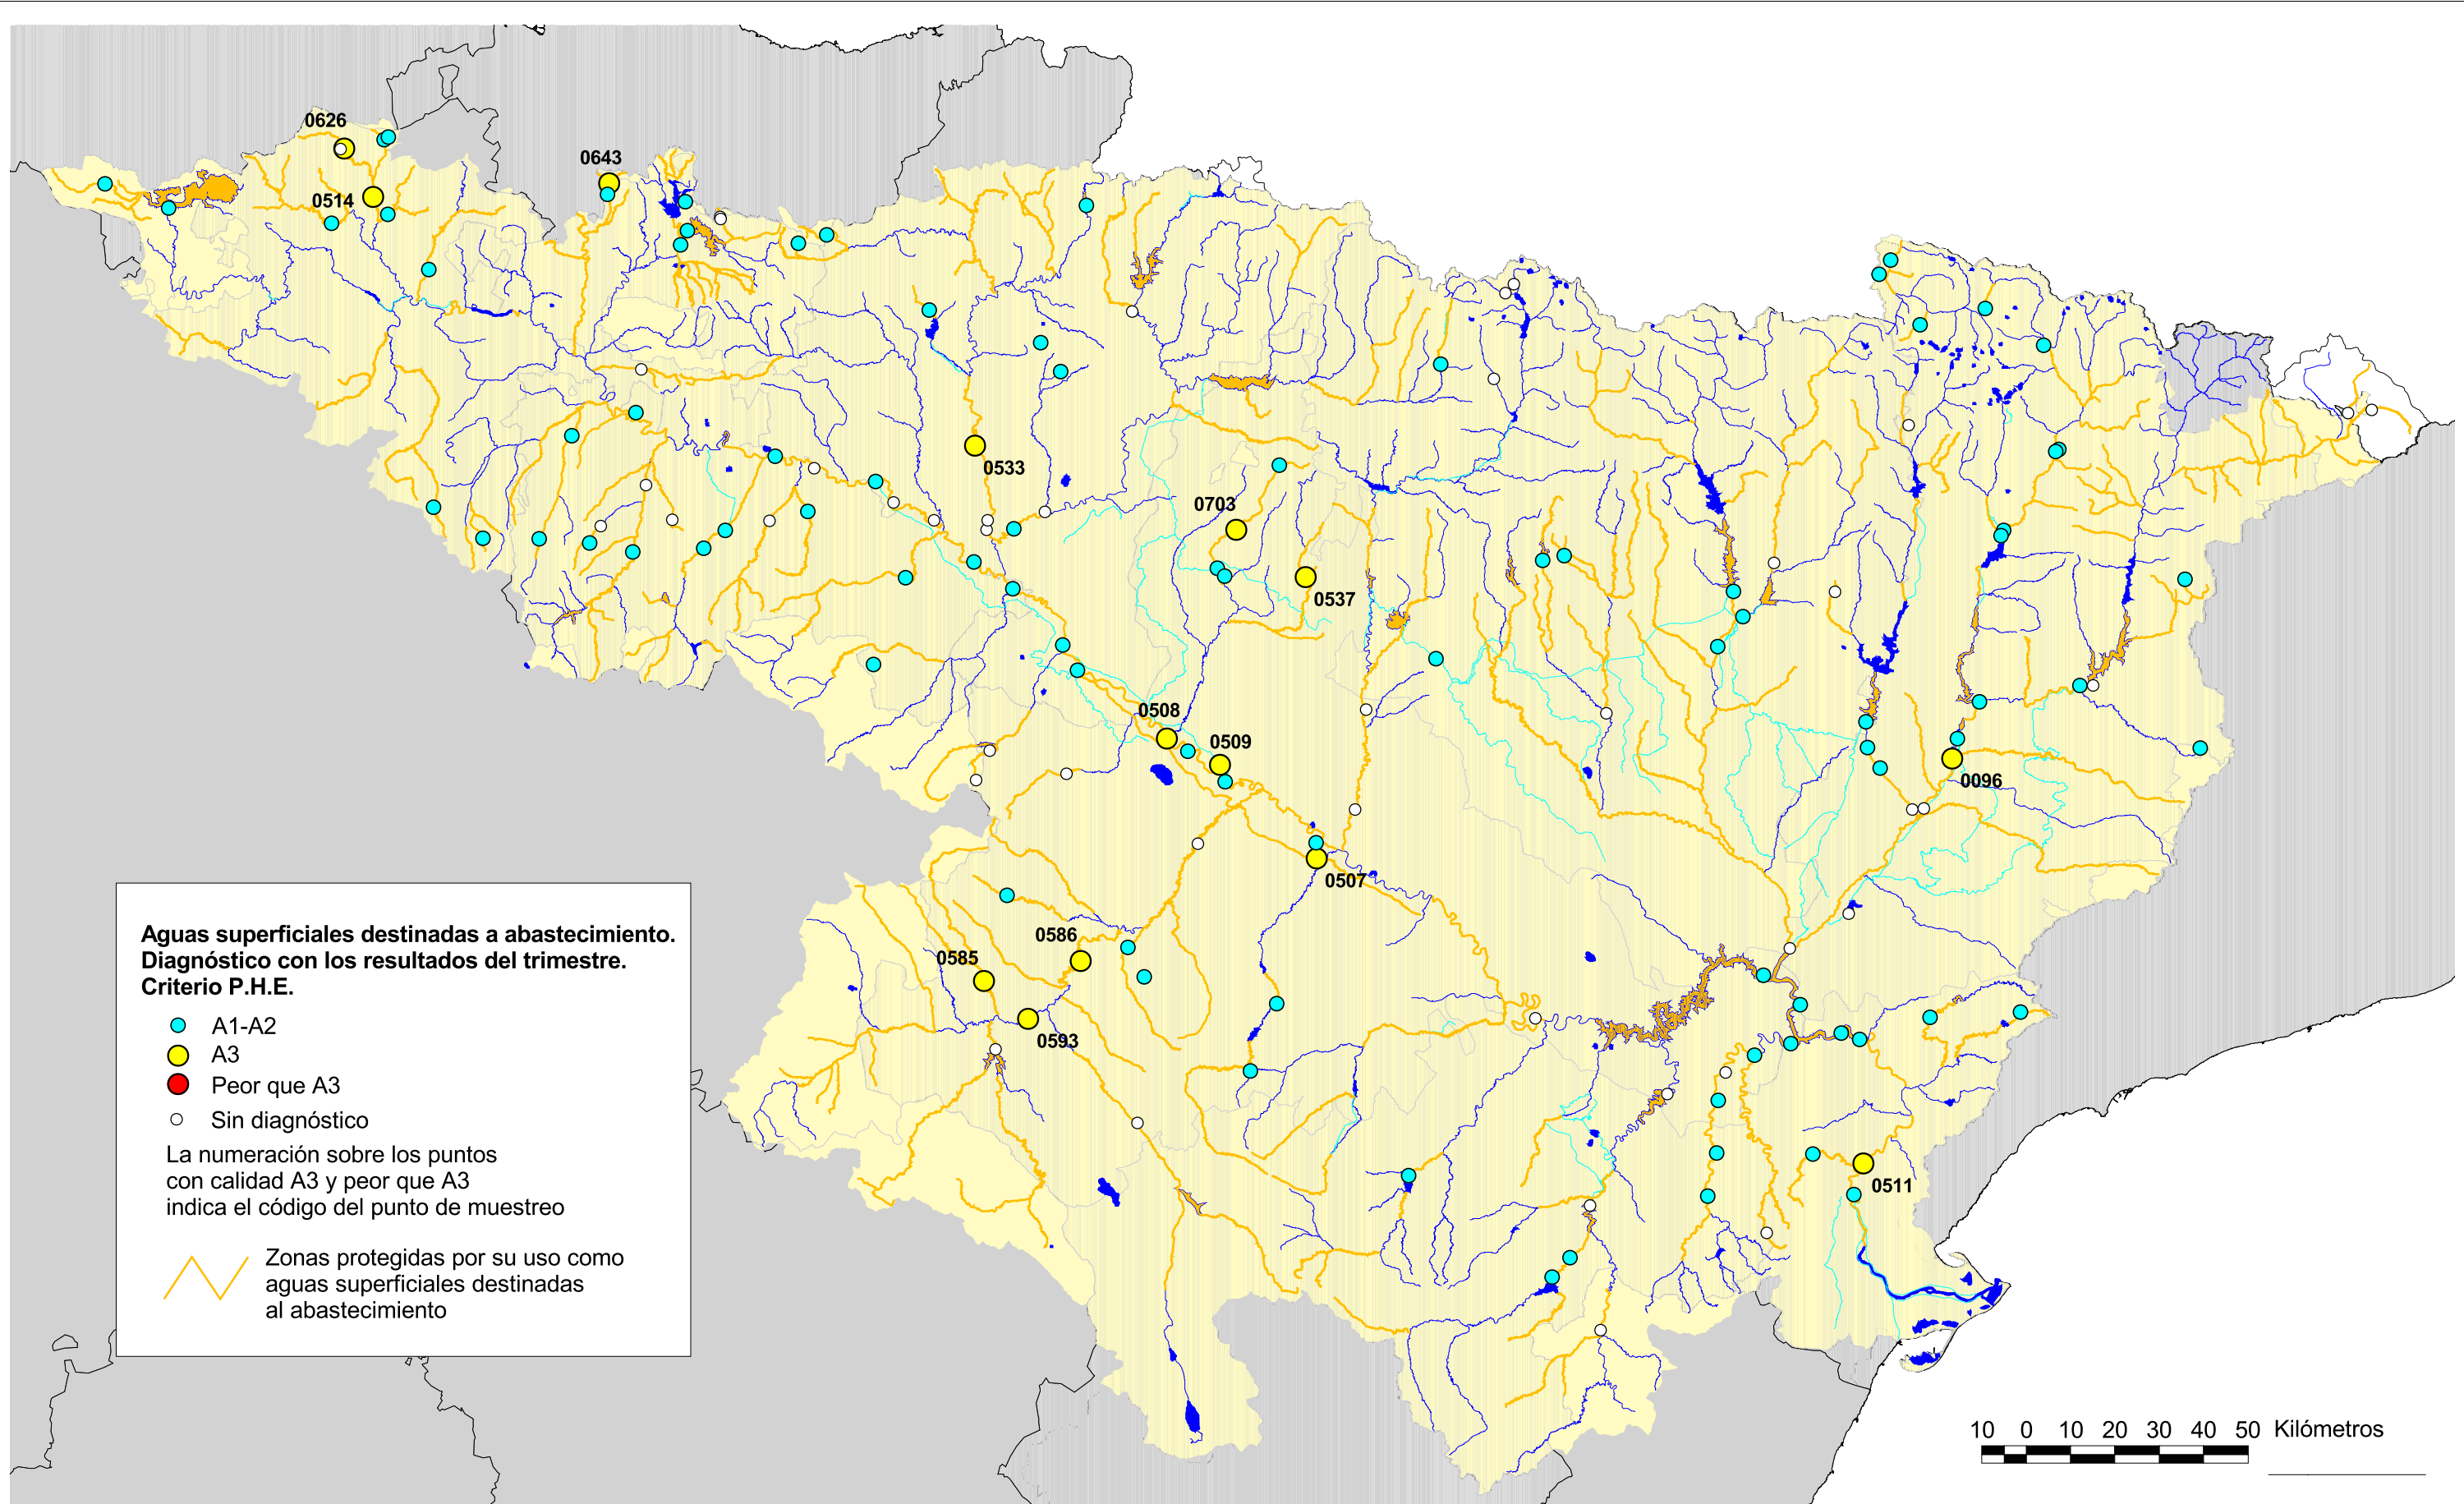 0626
0643
0514
0533
0703
0537
0508
0509
0096
0507
0586
0585
0593
0511
Aguas superficiales destinadas a abastecimiento.
Diagnóstico con los resultados del trimestre.
Criterio P.H.E.
A1-A2
A3
Peor que A3
Sin diagnóstico
La numeración sobre los puntos
con calidad A3 y peor que A3
indica el código del punto de muestreo
Zonas protegidas por su uso como
aguas superficiales destinadas
al abastecimiento
10 0 10 20 30 40 50 Kilómetros